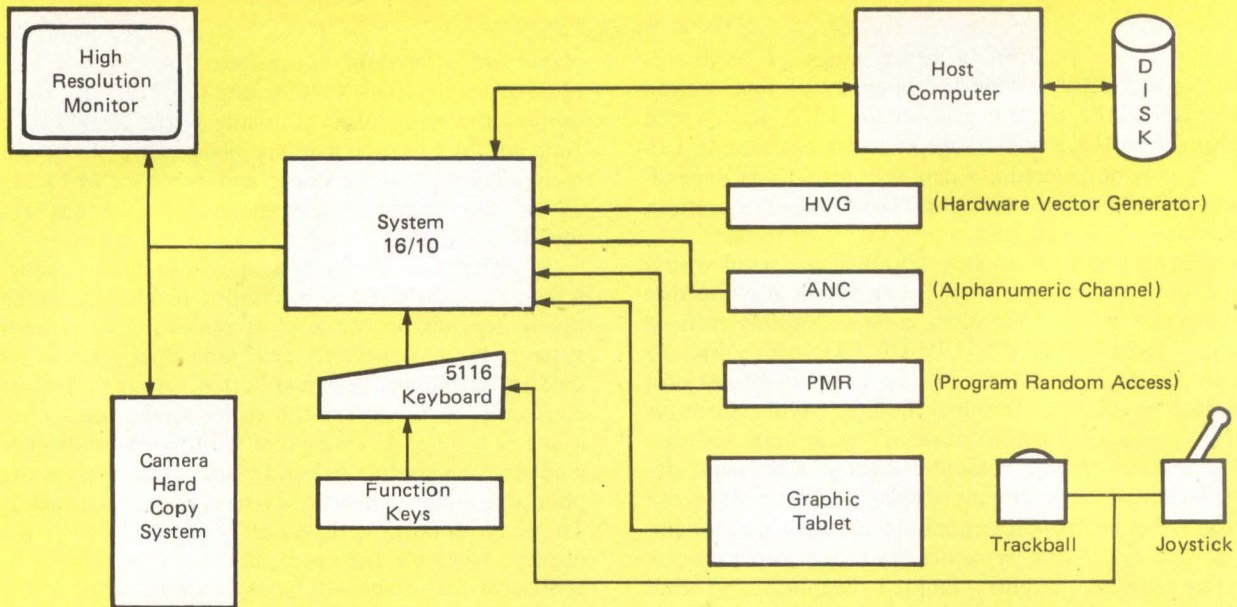 High
Resolution
Monitor
Host
Computer
D
I
S
K
System
16/10
HVG (Hardware Vector Generator)
ANC (Alphanumeric Channel)
PMR (Program Random Access)
5116
Keyboard
Camera
Hard
Copy
System
Function
Keys
Graphic
Tablet
Trackball
Joystick